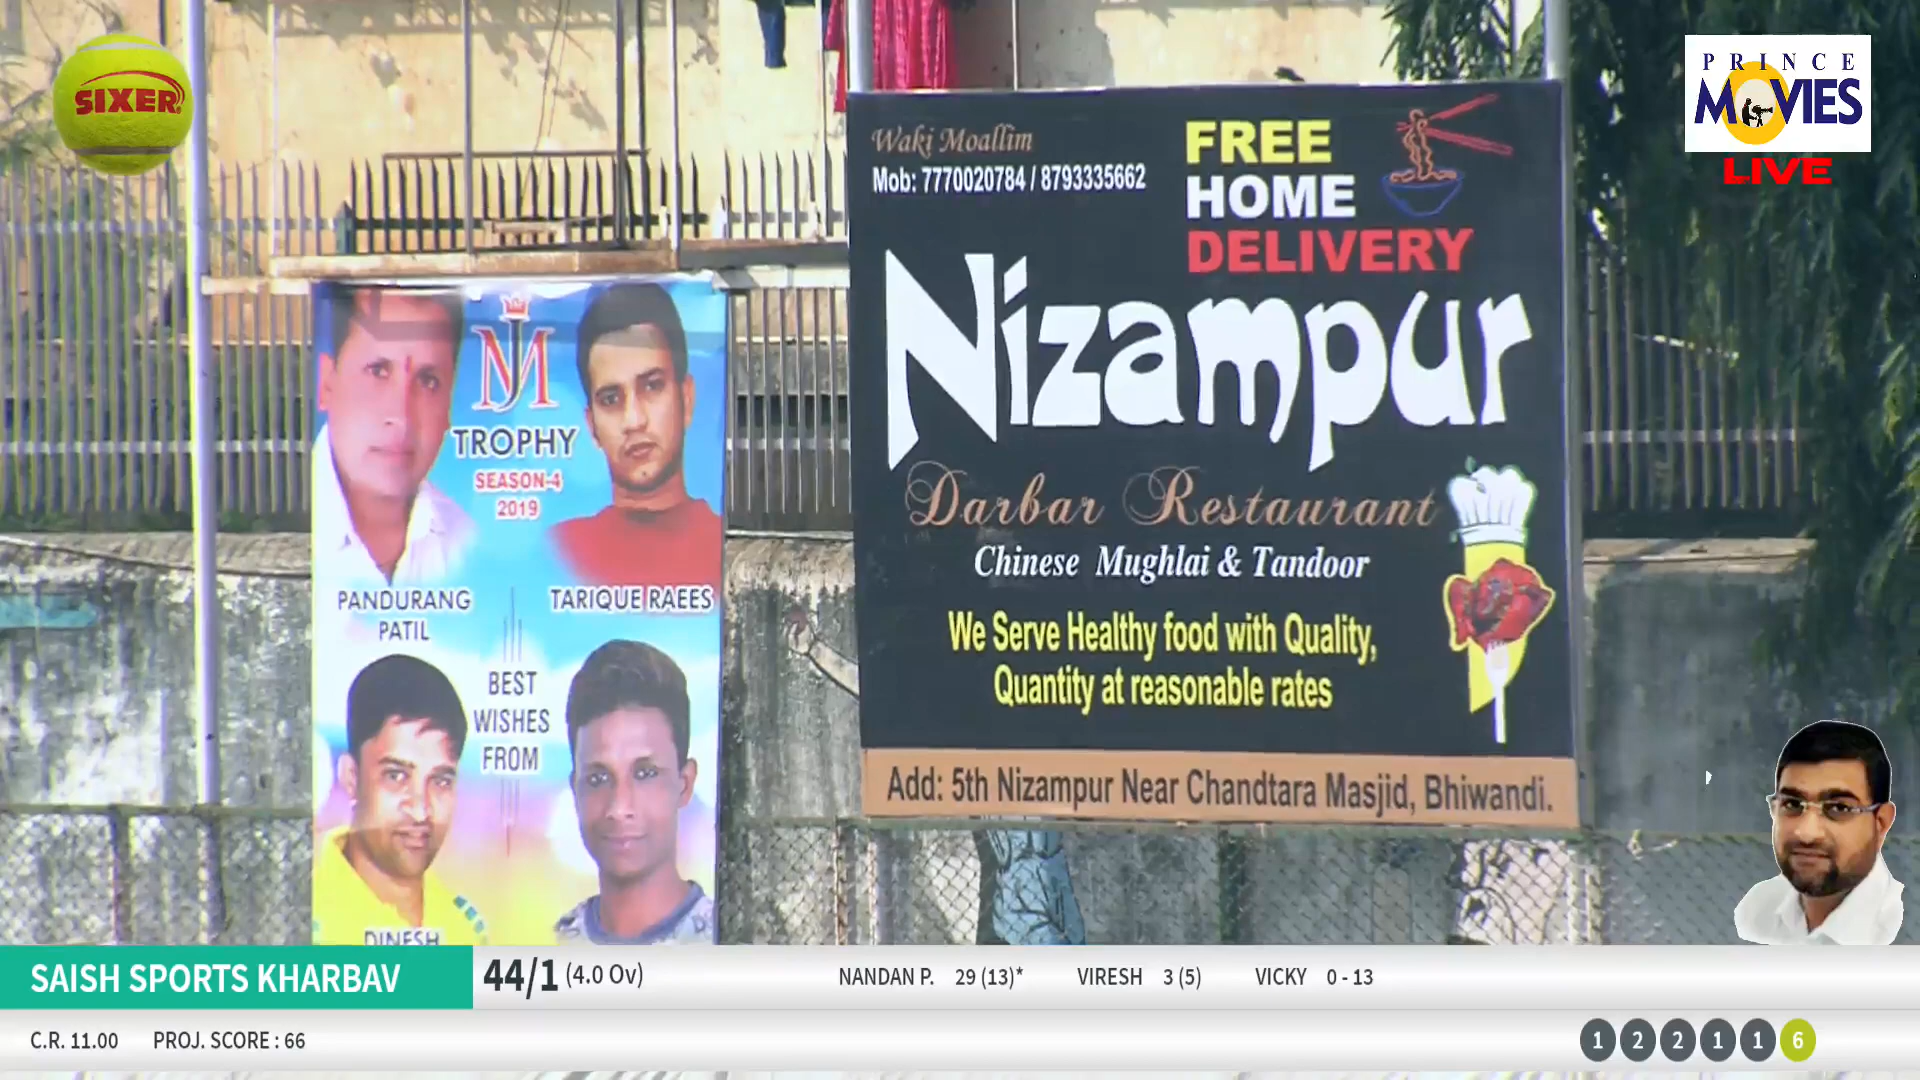 SIXER
PRINCE
MOVIES
LIVE
Waki Moallim
Mob: 7770020784 / 8793335662
FREE
HOME
DELIVERY
Nizampur
Darbar Restaurant
Chinese Mughlai & Tandoor
We Serve Healthy food with Quality,
Quantity at reasonable rates
Add: 5th Nizampur Near Chandtara Masjid, Bhiwandi.
JM
TROPHY
SEASON-4
2019
PANDURANG
PATIL
TARIQUE RAEES
BEST
WISHES
FROM
DINESH
SAISH SPORTS KHARBAV 44/1 (4.0 Ov) NANDAN P. 29 (13)* VIRESH 3 (5) VICKY 0 - 13
C.R. 11.00 PROJ. SCORE : 66 1 2 2 1 1 6